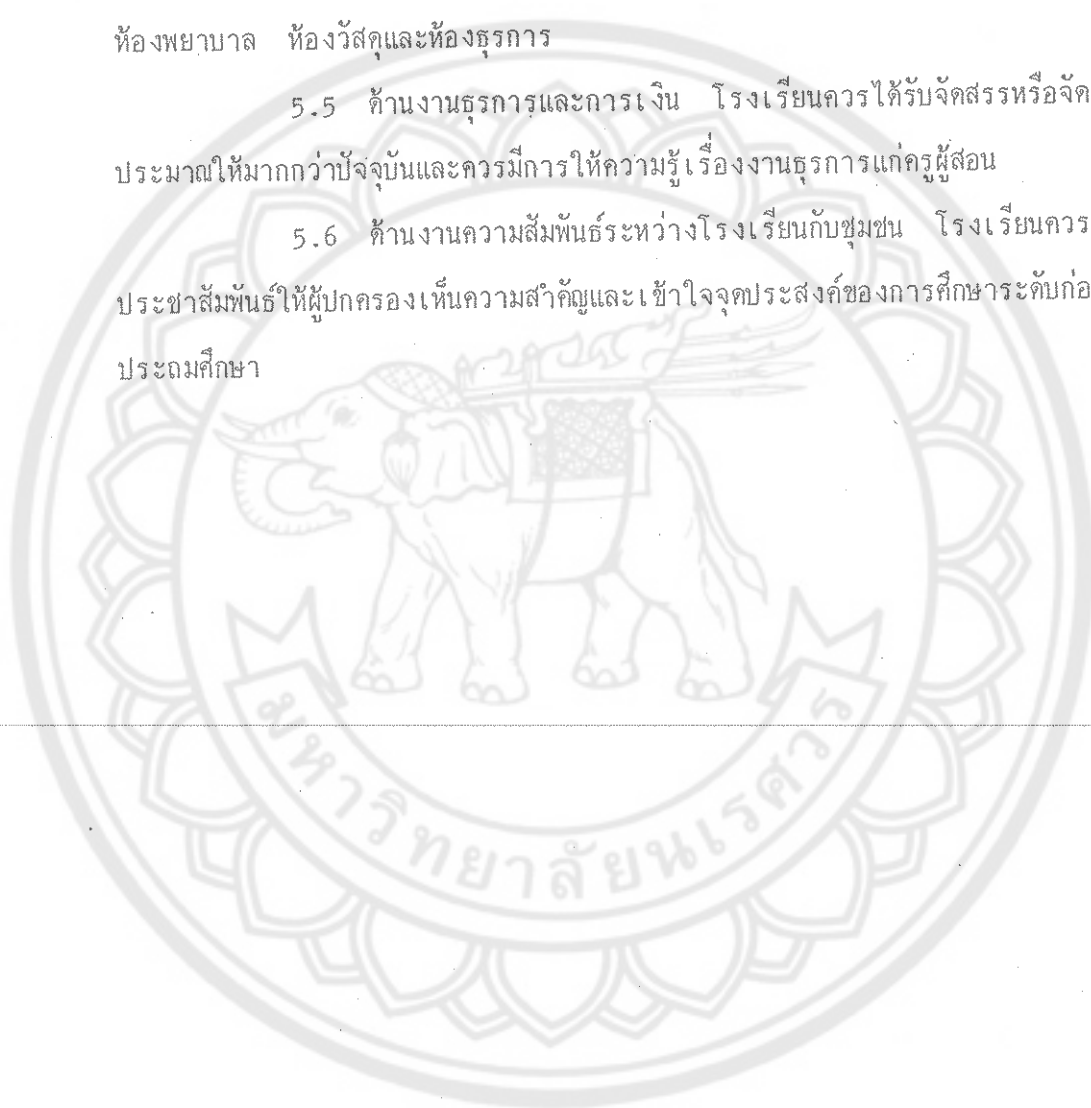 ห้องพยาบาล ห้องวัสดุและห้องธุรการ
5.5 ด้านงานธุรการและการเงิน โรงเรียนควรได้รับจัดสรรหรือจัด
ประมาณให้มากกว่าปัจจุบันและควรมีการให้ความรู้เรื่องงานธุรการแก่ครูผู้สอน
5.6 ด้านงานความสัมพันธ์ระหว่างโรงเรียนกับชุมชน โรงเรียนควร
ประชาสัมพันธ์ให้ผู้ปกครองเห็นความสำคัญและเข้าใจจุดประสงค์ของการศึกษาระดับก่อ
ประถมศึกษา
มหาวิทยาลัยนเรศวร